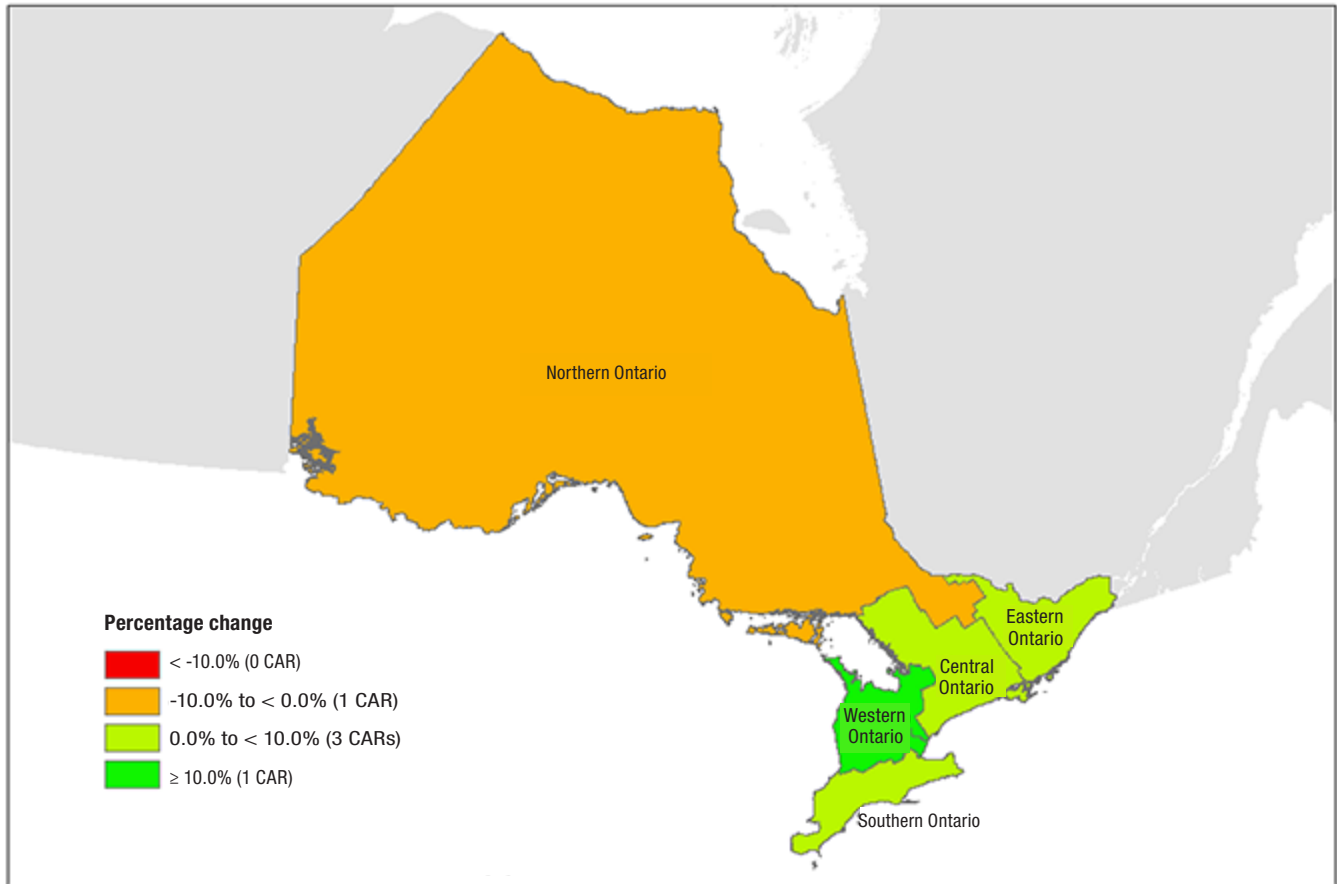 Northern Ontario
Eastern
Ontario
Central
Ontario
Western
Ontario
Southern Ontario
Percentage change
< -10.0% (0 CAR)
-10.0% to < 0.0% (1 CAR)
0.0% to < 10.0% (3 CARs)
≥ 10.0% (1 CAR)